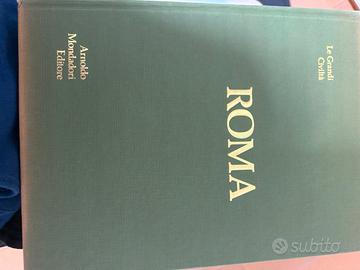 Le Grandi
Civiltà
ROMA
Arnoldo
Mondadori
Editore
subito